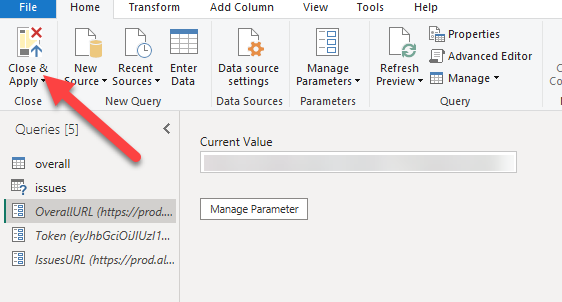 File Home Transform Add Column View Tools Help
Close & Apply New Source Recent Sources Enter Data Data source settings Manage Parameters Refresh Preview Properties
Advanced Editor
Manage
Close New Query Data Sources Parameters Query
Queries [5]
overall
issues
OverallURL (https://prod....
Token (eyJhbGciOiJIUzI1...
IssuesURL (https://prod.al...
Current Value
Manage Parameter